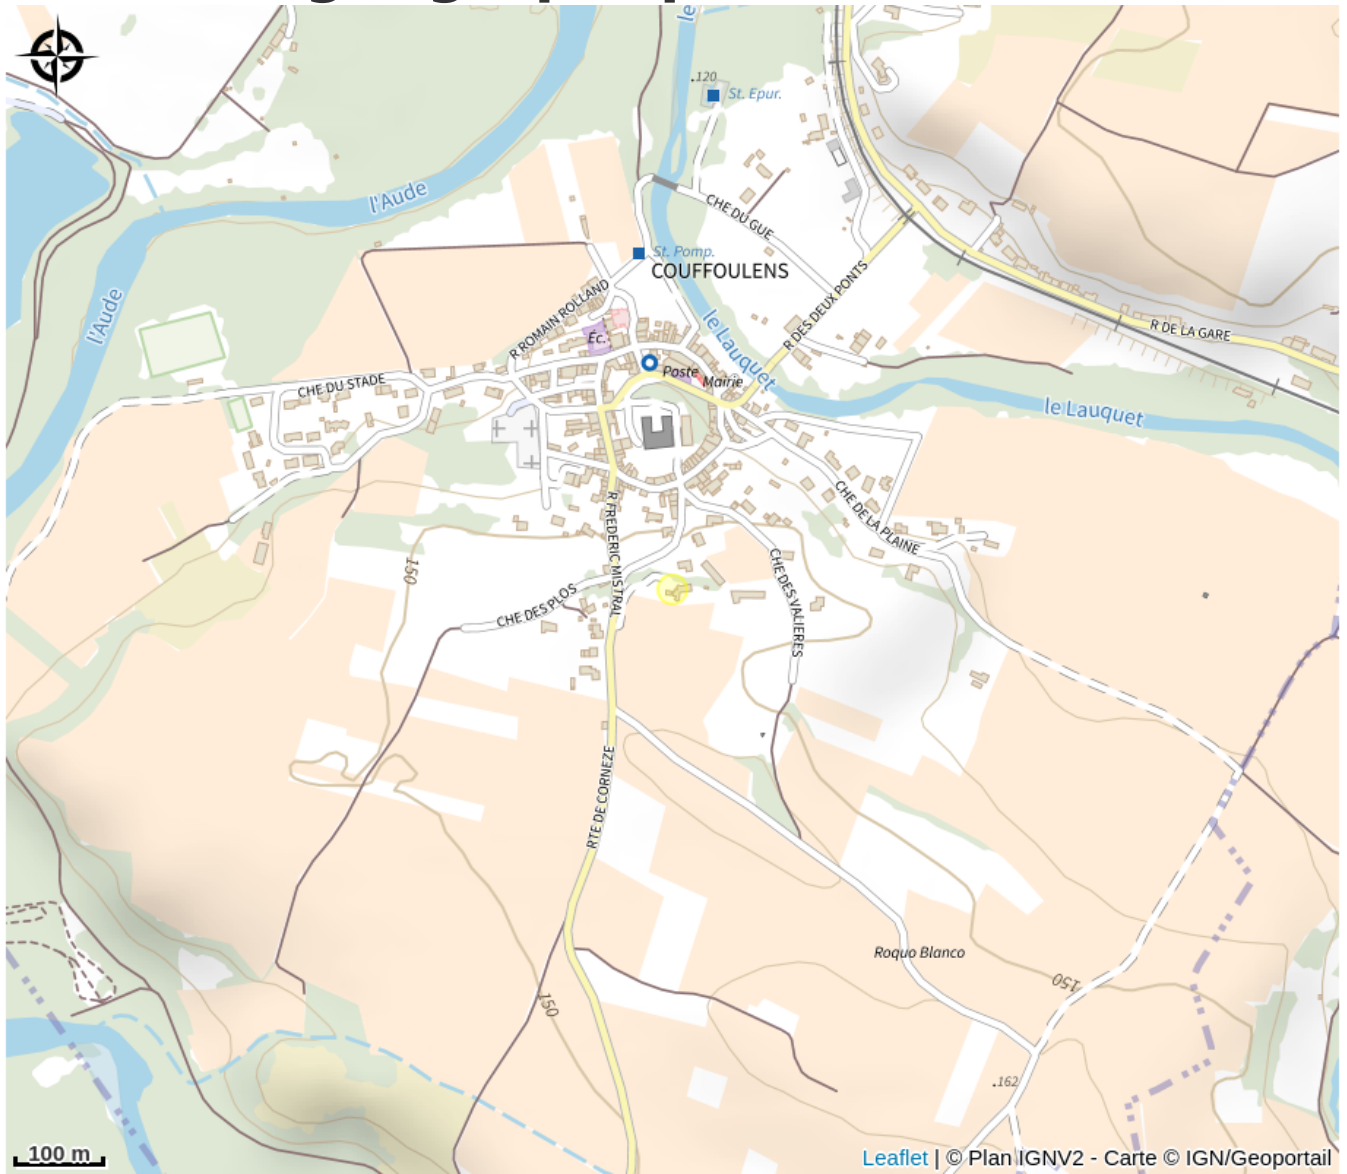 le
.120
St. Epur.
l'Aude
CHE DU GUE
St. Pomp.
COUFFOULENS
l'Aude
R ROMAIN ROLLAND
R DES DEUX PONTS
R DE LA GARE
Éc.
le Lauquet
Poste
Mairie
CHE DU STADE
le Lauquet
R FREDERIC MISTRAL
CHE DE LA PLAINE
150
CHE DES VALIERES
CHE DES PLOS
RTE DE CORNEZE
Roquo Blanco
150
150
.162
100 m
Leaflet | © Plan IGNV2 - Carte © IGN/Geoportail